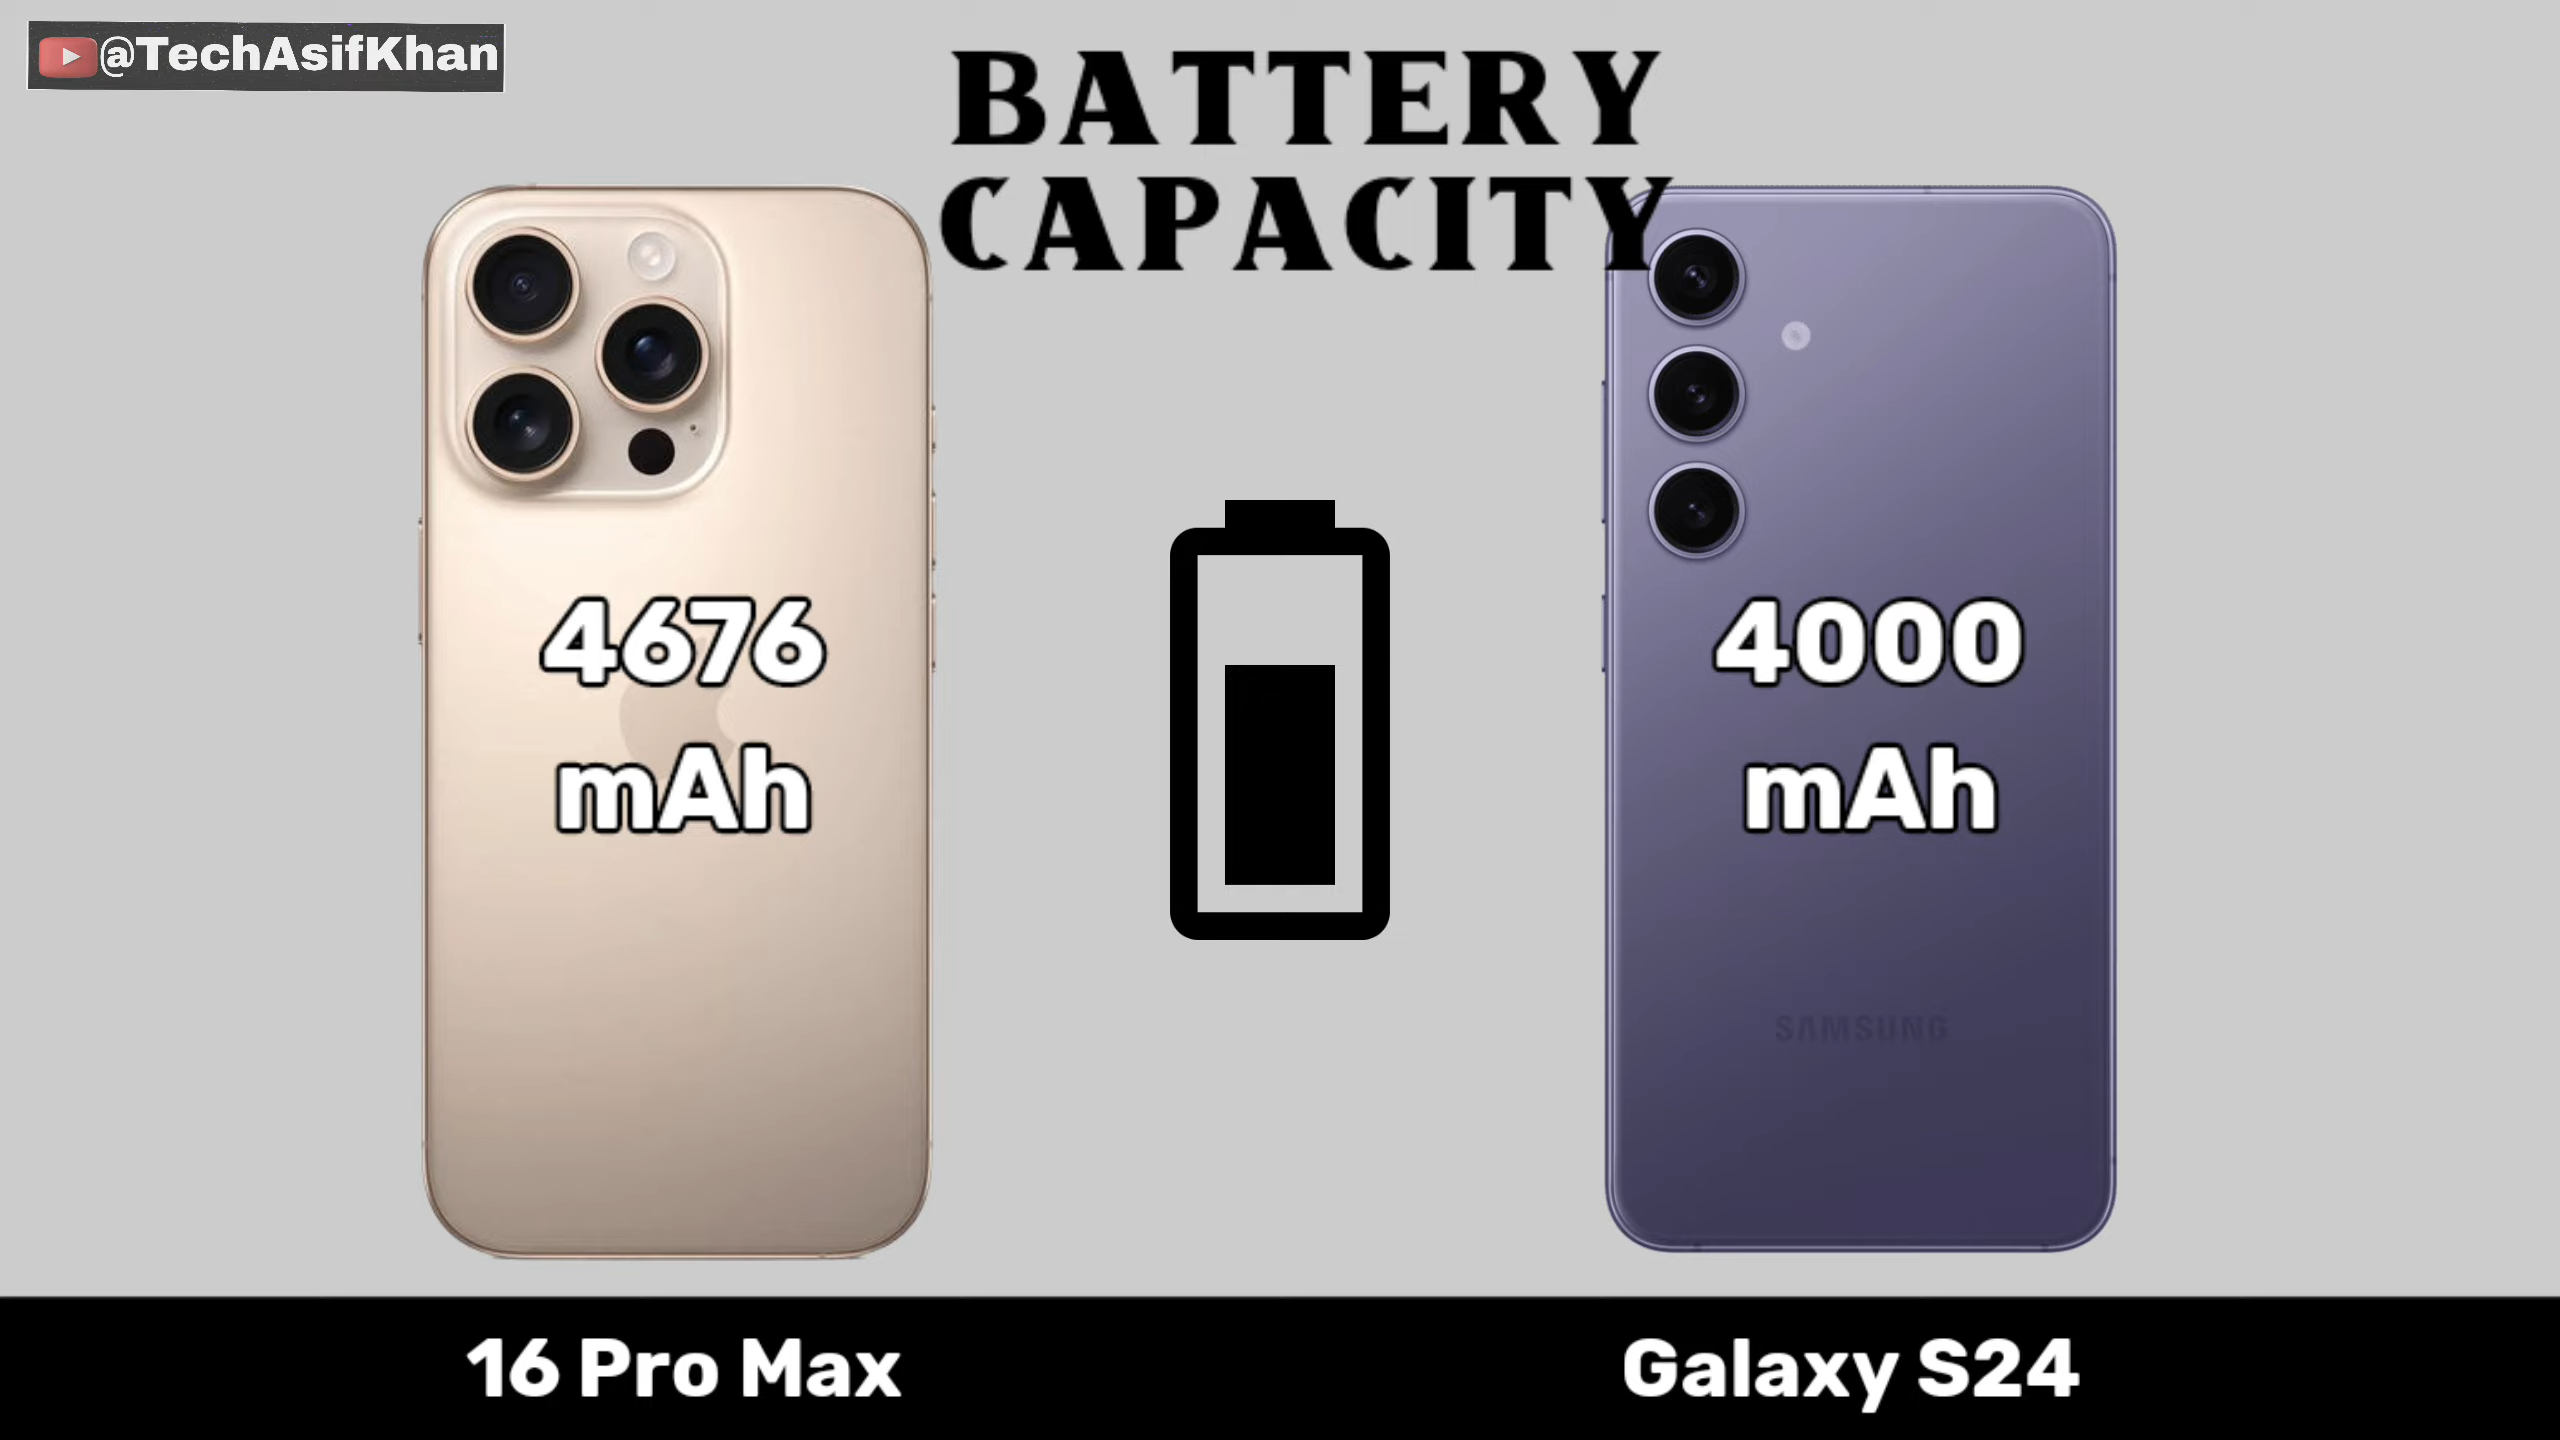 @TechAsifKhan
BATTERY
CAPACITY
4676
mAh
4000
mAh
SAMSUNG
16 Pro Max
Galaxy S24